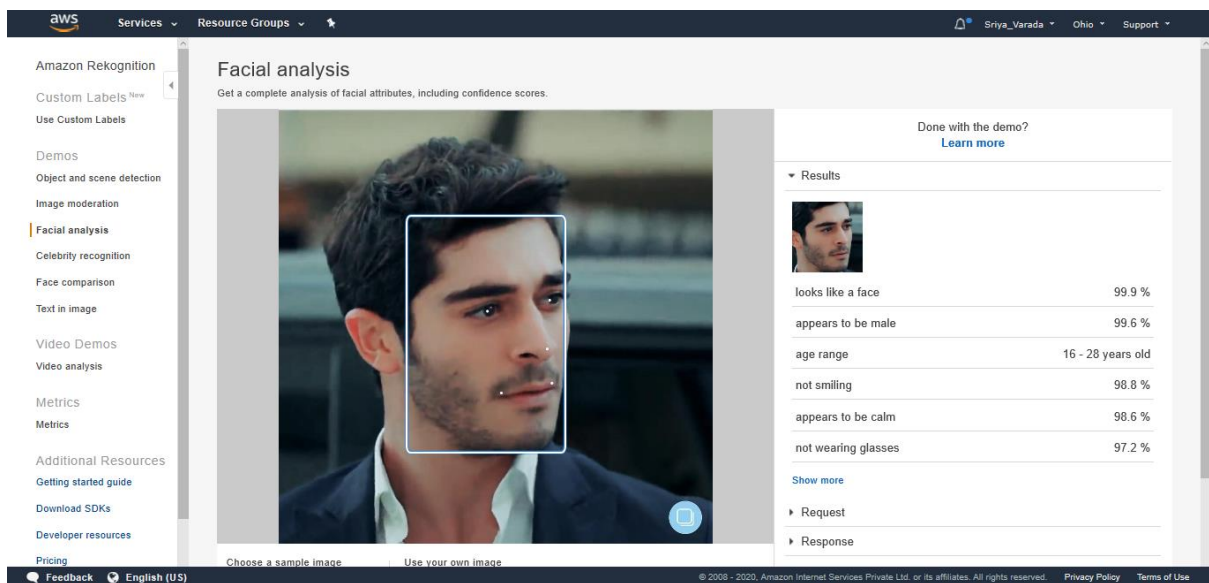 aws Services Resource Groups Sriya_Varada Ohio Support
Amazon Rekognition
Custom Labels New
Use Custom Labels
Demos
Object and scene detection
Image moderation
Facial analysis
Celebrity recognition
Face comparison
Text in image
Video Demos
Video analysis
Metrics
Metrics
Additional Resources
Getting started guide
Download SDKs
Developer resources
Pricing
Facial analysis
Get a complete analysis of facial attributes, including confidence scores.
Choose a sample image Use your own image
Done with the demo?
Learn more
Results
looks like a face 99.9 %
appears to be male 99.6 %
age range 16 - 28 years old
not smiling 98.8 %
appears to be calm 98.6 %
not wearing glasses 97.2 %
Show more
Request
Response
Feedback English (US) © 2008 - 2020, Amazon Internet Services Private Ltd. or its affiliates. All rights reserved. Privacy Policy Terms of Use